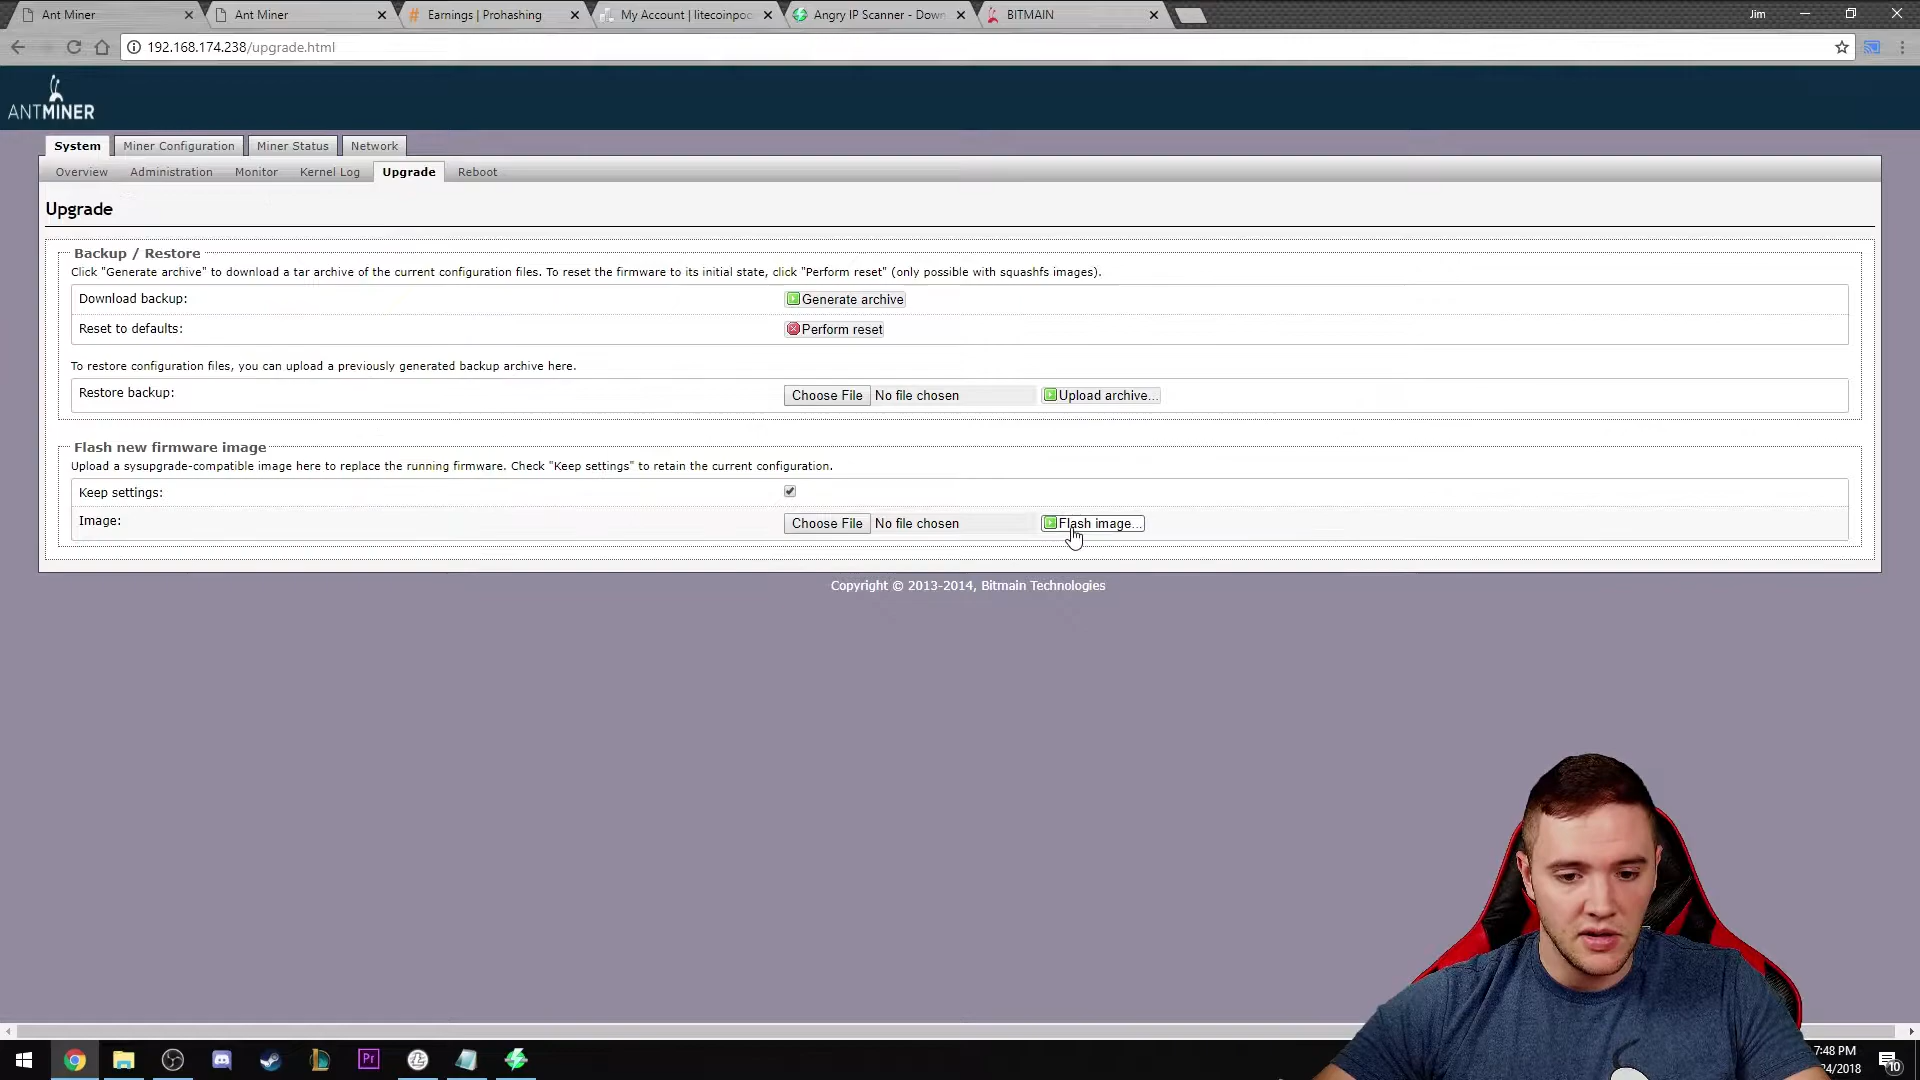 Ant Miner
Ant Miner
Earnings | Prohashing
My Account | litecoinpoo
Angry IP Scanner - Down
BITMAIN
Jim
192.168.174.238/upgrade.html
ANTMINER
System
Miner Configuration
Miner Status
Network
Overview
Administration
Monitor
Kernel Log
Upgrade
Reboot
Upgrade
Backup / Restore
Click "Generate archive" to download a tar archive of the current configuration files. To reset the firmware to its initial state, click "Perform reset" (only possible with squashfs images).
Download backup:
Generate archive
Reset to defaults:
Perform reset
To restore configuration files, you can upload a previously generated backup archive here.
Restore backup:
Choose File No file chosen
Upload archive...
Flash new firmware image
Upload a sysupgrade-compatible image here to replace the running firmware. Check "Keep settings" to retain the current configuration.
Keep settings:
Image:
Choose File No file chosen
Flash image...
Copyright © 2013-2014, Bitmain Technologies
Pr
7:48 PM
24/2018
10